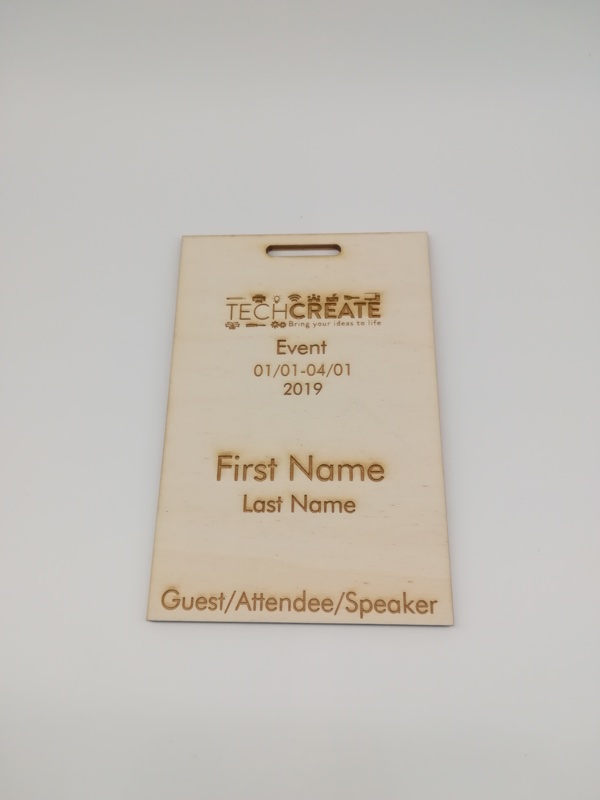 TECHCREATE
Bring your ideas to life
Event
01/01-04/01
2019
First Name
Last Name
Guest/Attendee/Speaker